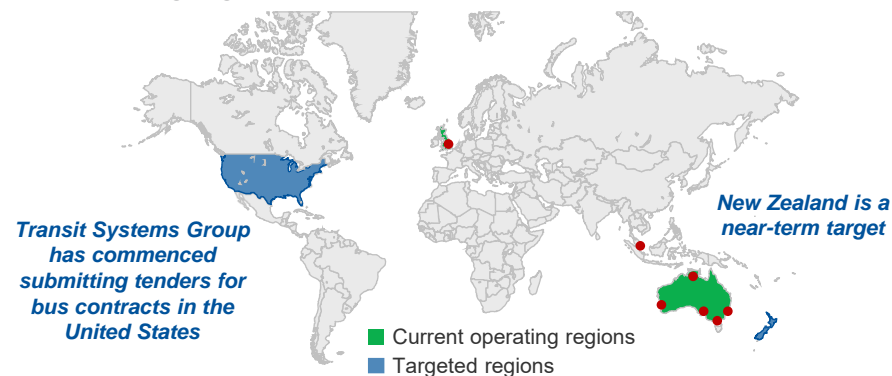 New Zealand is a
near-term target
Transit Systems Group
has commenced
submitting tenders for
bus contracts in the
United States
Current operating regions
Targeted regions